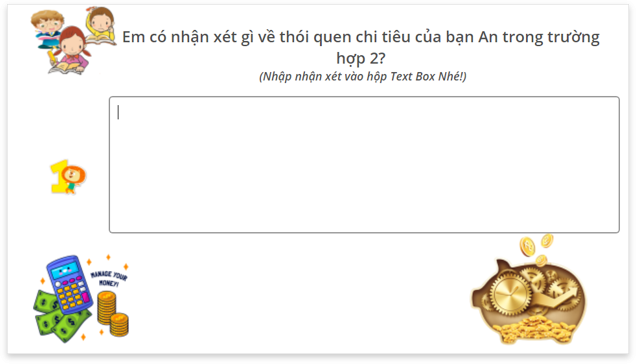 Em có nhận xét gì về thói quen chi tiêu của bạn An trong trường
hợp 2?
(Nhập nhận xét vào hộp Text Box Nhé!)
1
MANAGE YOUR
MONEY!